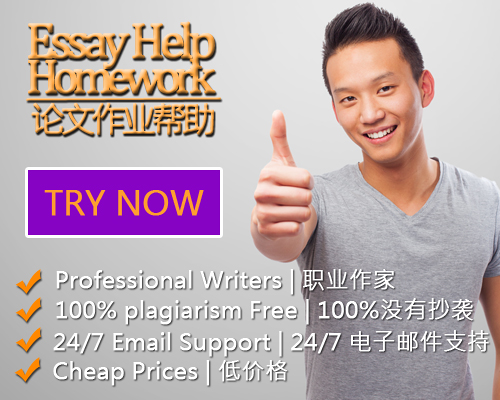 Essay Help
Homework
论文作业帮助
TRY NOW
Professional Writers | 职业作家
100% plagiarism Free | 100%没有抄袭
24/7 Email Support | 24/7 电子邮件支持
Cheap Prices | 低价格